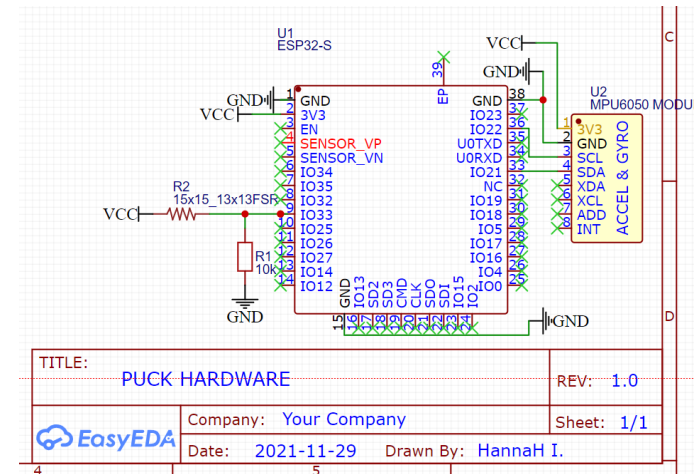 U1
ESP32-S
C
VCC
39
EP
GND
U2
MPU6050 MODU
GND
VCC
1 GND
2 3V3
3 EN
4 SENSOR_VP
5 SENSOR_VN
6 IO34
7 IO35
8 IO32
9 IO33
10 IO25
11 IO26
12 IO27
13 IO14
14 IO12
GND 38
IO23 37
IO22 36
U0TXD 35
U0RXD 34
IO21 33
NC 32
IO19 31
IO18 30
IO5 29
IO17 28
IO16 27
IO4 26
IO0 25
1 3V3
2 GND
3 SCL
4 SDA
5 XDA
6 XCL
7 ADD
8 INT
ACCEL & GYRO
R2
15x15_13x13FSR
VCC
R1
10k
GND
GND IO13 SD2 SD3 CMD CLK SDO SDI IO15 IO2
15 16 17 18 19 20 21 22 23 24
GND
D
TITLE:
PUCK HARDWARE
REV: 1.0
EasyEDA
Company: Your Company
Sheet: 1/1
Date: 2021-11-29 Drawn By: HannaH I.
4 5